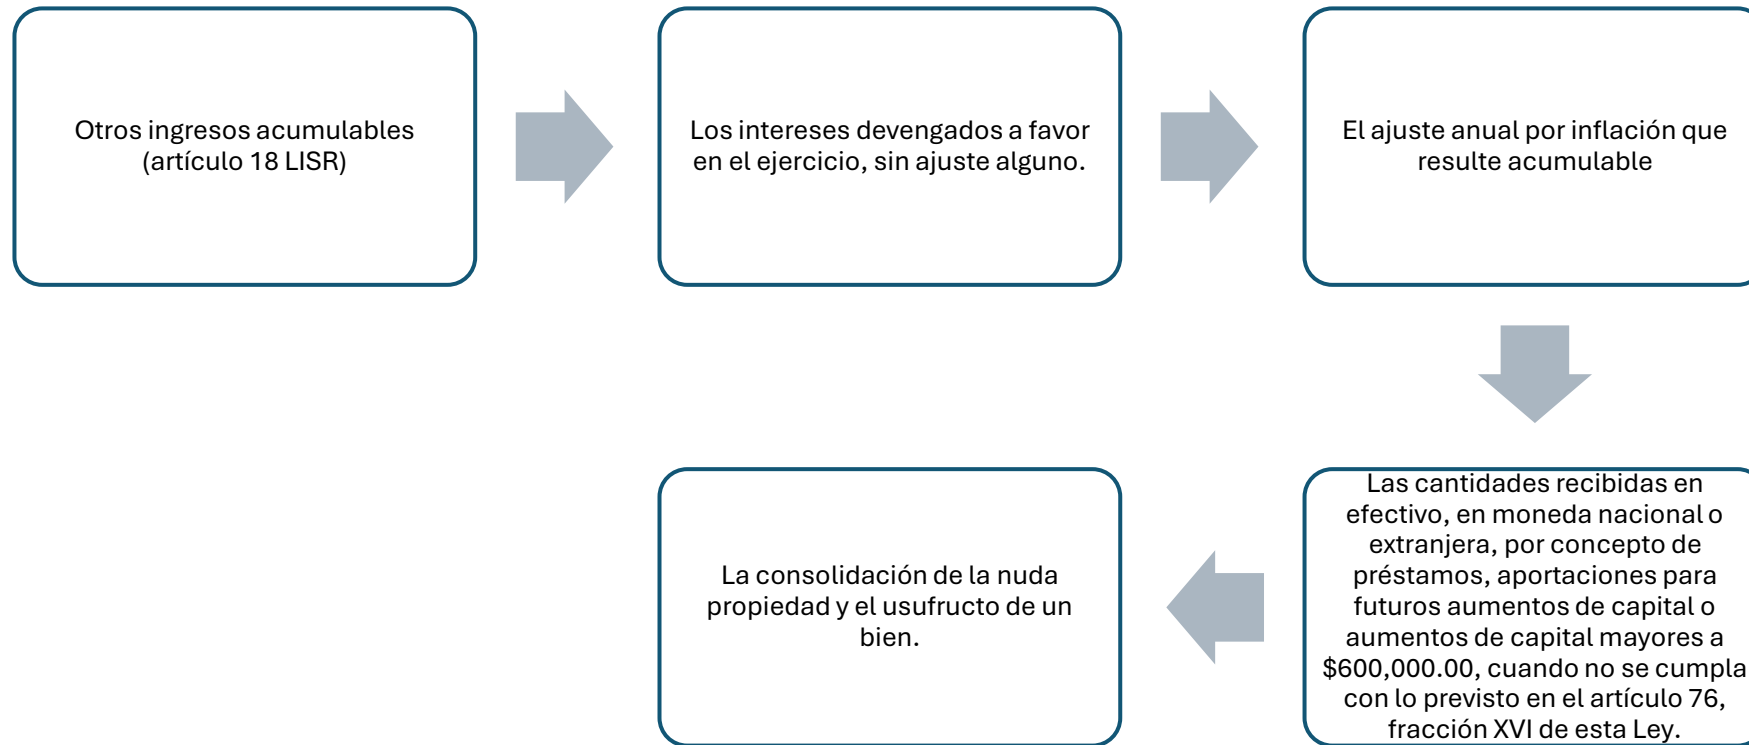 Otros ingresos acumulables
(artículo 18 LISR)
Los intereses devengados a favor
en el ejercicio, sin ajuste alguno.
El ajuste anual por inflación que
resulte acumulable
Las cantidades recibidas en
efectivo, en moneda nacional o
extranjera, por concepto de
préstamos, aportaciones para
futuros aumentos de capital o
aumentos de capital mayores a
$600,000.00, cuando no se cumpla
con lo previsto en el artículo 76,
fracción XVI de esta Ley.
La consolidación de la nuda
propiedad y el usufructo de un
bien.